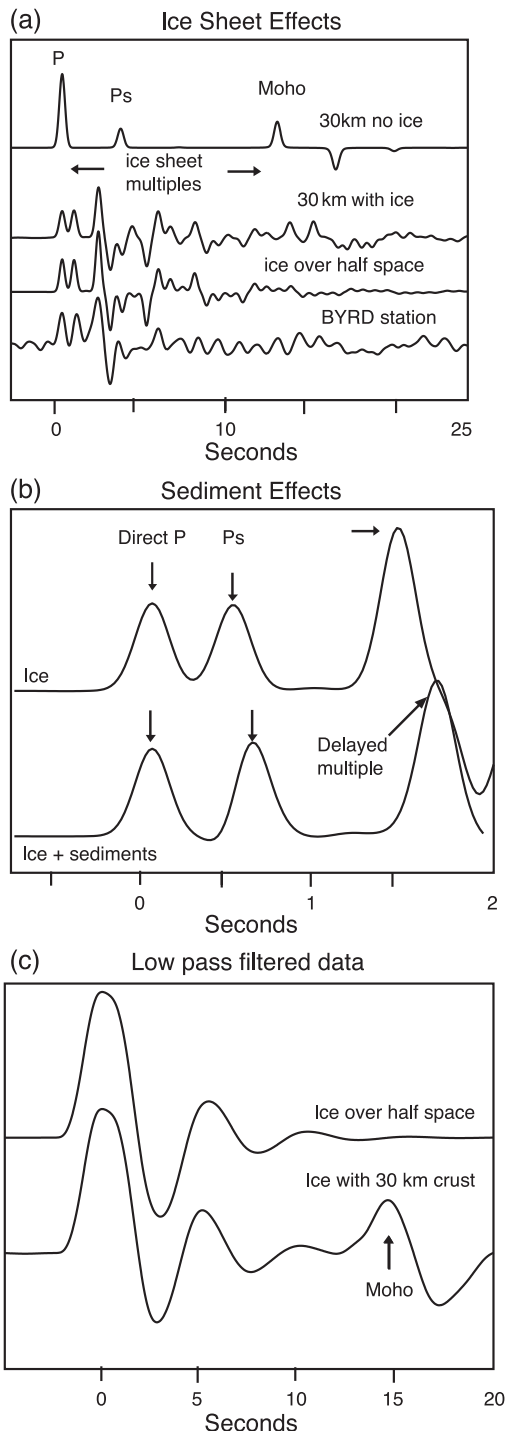 (a) Ice Sheet Effects
P
Ps
Moho
30km no ice
ice sheet
multiples
30 km with ice
ice over half space
BYRD station
0 10 25
Seconds
(b) Sediment Effects
Direct P Ps
Ice
Delayed
multiple
Ice + sediments
0 1 2
Seconds
(c) Low pass filtered data
Ice over half space
Ice with 30 km crust
Moho
0 5 10 15 20
Seconds